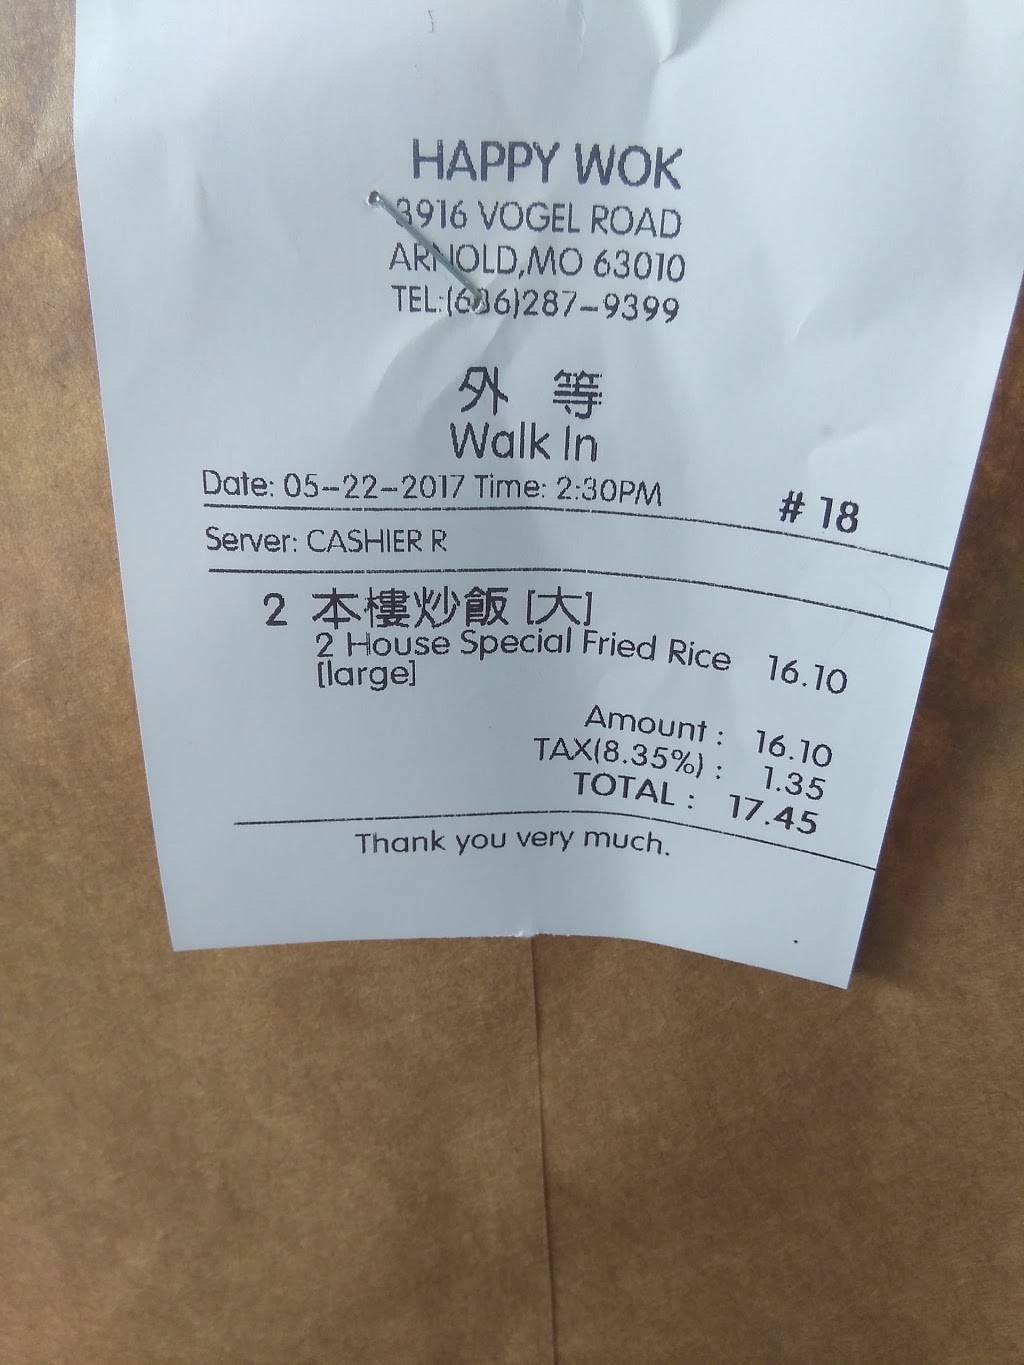 HAPPY WOK
3916 VOGEL ROAD
ARNOLD,MO 63010
TEL:(636)287-9399
外 等
Walk In
Date: 05-22-2017 Time: 2:30PM # 18
Server: CASHIER R
2 本樓炒飯 [大]
2 House Special Fried Rice 16.10
[large]
Amount : 16.10
TAX(8.35%) : 1.35
TOTAL : 17.45
Thank you very much.